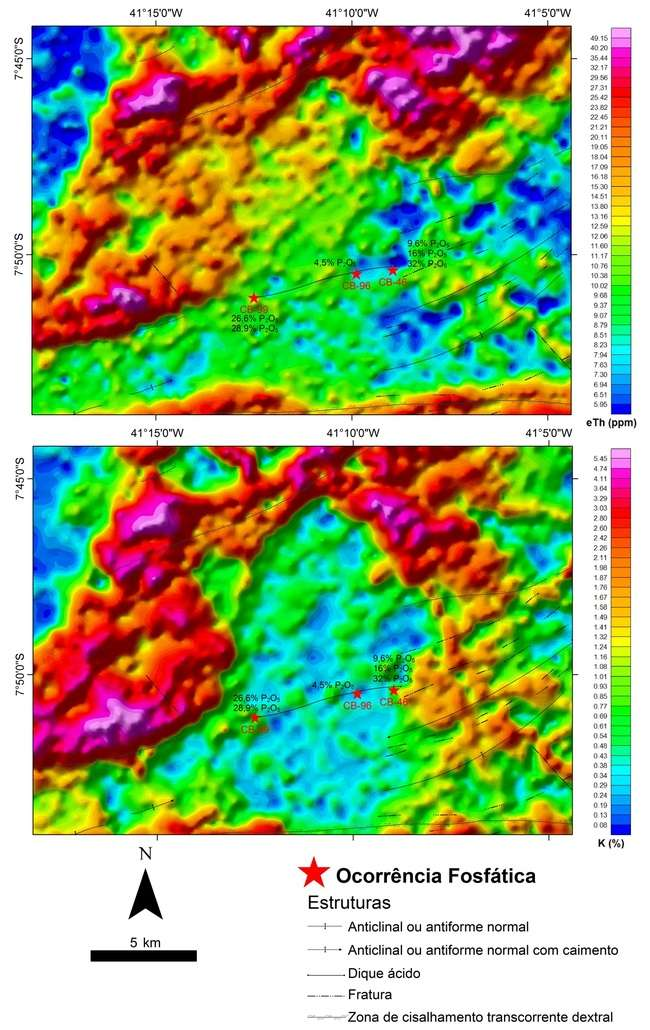 41°15'0"W 41°10'0"W 41°5'0"W
7°45'0"S
7°50'0"S
9,6% P₂O₅
16% P₂O₅
4,5% P₂O₅ 32% P₂O₅
CB-96 CB-46
CB-99
26,6% P₂O₅
28,9% P₂O₅
49.15
40.20
35.44
32.17
29.56
27.31
25.42
23.82
22.45
21.21
20.11
19.05
18.04
17.09
16.18
15.30
14.51
13.80
13.16
12.59
12.06
11.60
11.17
10.76
10.38
10.02
9.68
9.37
9.07
8.79
8.51
8.23
7.94
7.63
7.30
6.94
6.51
5.95
eTh (ppm)
41°15'0"W 41°10'0"W 41°5'0"W
7°45'0"S
7°50'0"S
9,6% P₂O₅
16% P₂O₅
4,5% P₂O₅ 32% P₂O₅
26,6% P₂O₅ CB-96 CB-46
28,9% P₂O₅
CB-99
5.45
4.74
4.11
3.64
3.28
3.03
2.80
2.60
2.42
2.26
2.11
1.98
1.87
1.76
1.67
1.58
1.49
1.41
1.32
1.24
1.16
1.08
1.00
0.92
0.85
0.77
0.69
0.61
0.54
0.48
0.43
0.38
0.34
0.29
0.24
0.19
0.13
0.08
K (%)
N
5 km
Ocorrência Fosfática
Estruturas
Anticlinal ou antiforme normal
Anticlinal ou antiforme normal com caimento
Dique ácido
Fratura
Zona de cisalhamento transcorrente dextral